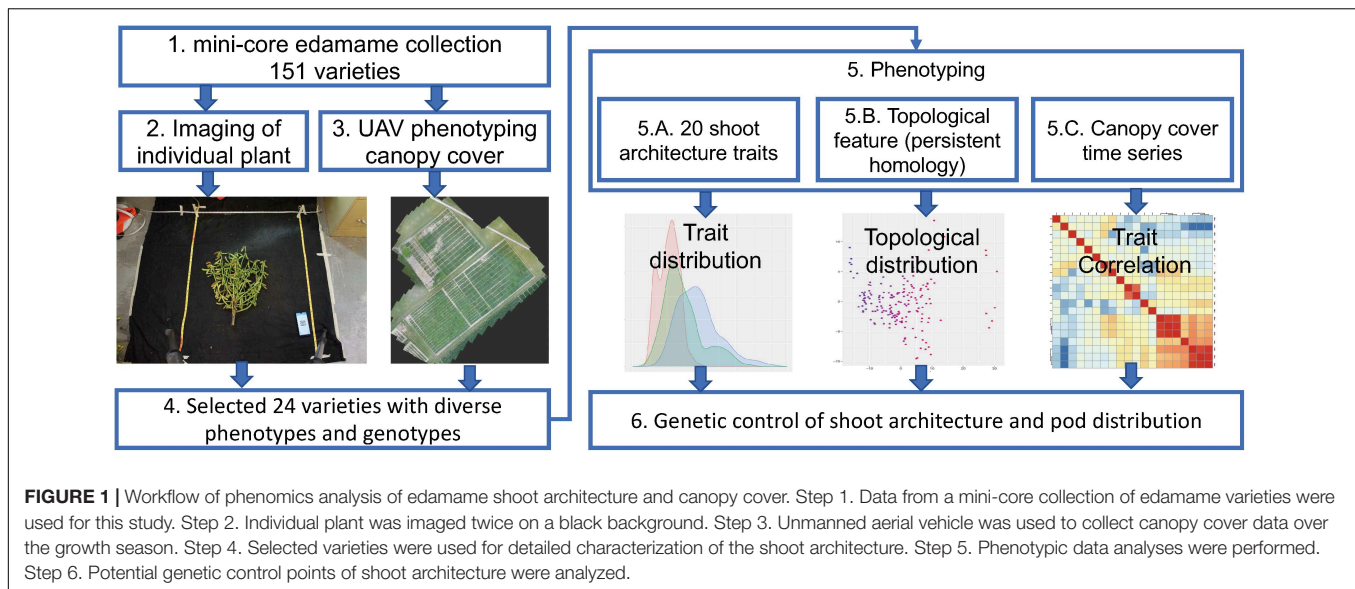 1. mini-core edamame collection
151 varieties
2. Imaging of
individual plant
3. UAV phenotyping
canopy cover
4. Selected 24 varieties with diverse
phenotypes and genotypes
5. Phenotyping
5.A. 20 shoot
architecture traits
5.B. Topological
feature (persistent
homology)
5.C. Canopy cover
time series
Trait
distribution
Topological
distribution
Trait
Correlation
6. Genetic control of shoot architecture and pod distribution
FIGURE 1 | Workflow of phenomics analysis of edamame shoot architecture and canopy cover. Step 1. Data from a mini-core collection of edamame varieties were
used for this study. Step 2. Individual plant was imaged twice on a black background. Step 3. Unmanned aerial vehicle was used to collect canopy cover data over
the growth season. Step 4. Selected varieties were used for detailed characterization of the shoot architecture. Step 5. Phenotypic data analyses were performed.
Step 6. Potential genetic control points of shoot architecture were analyzed.